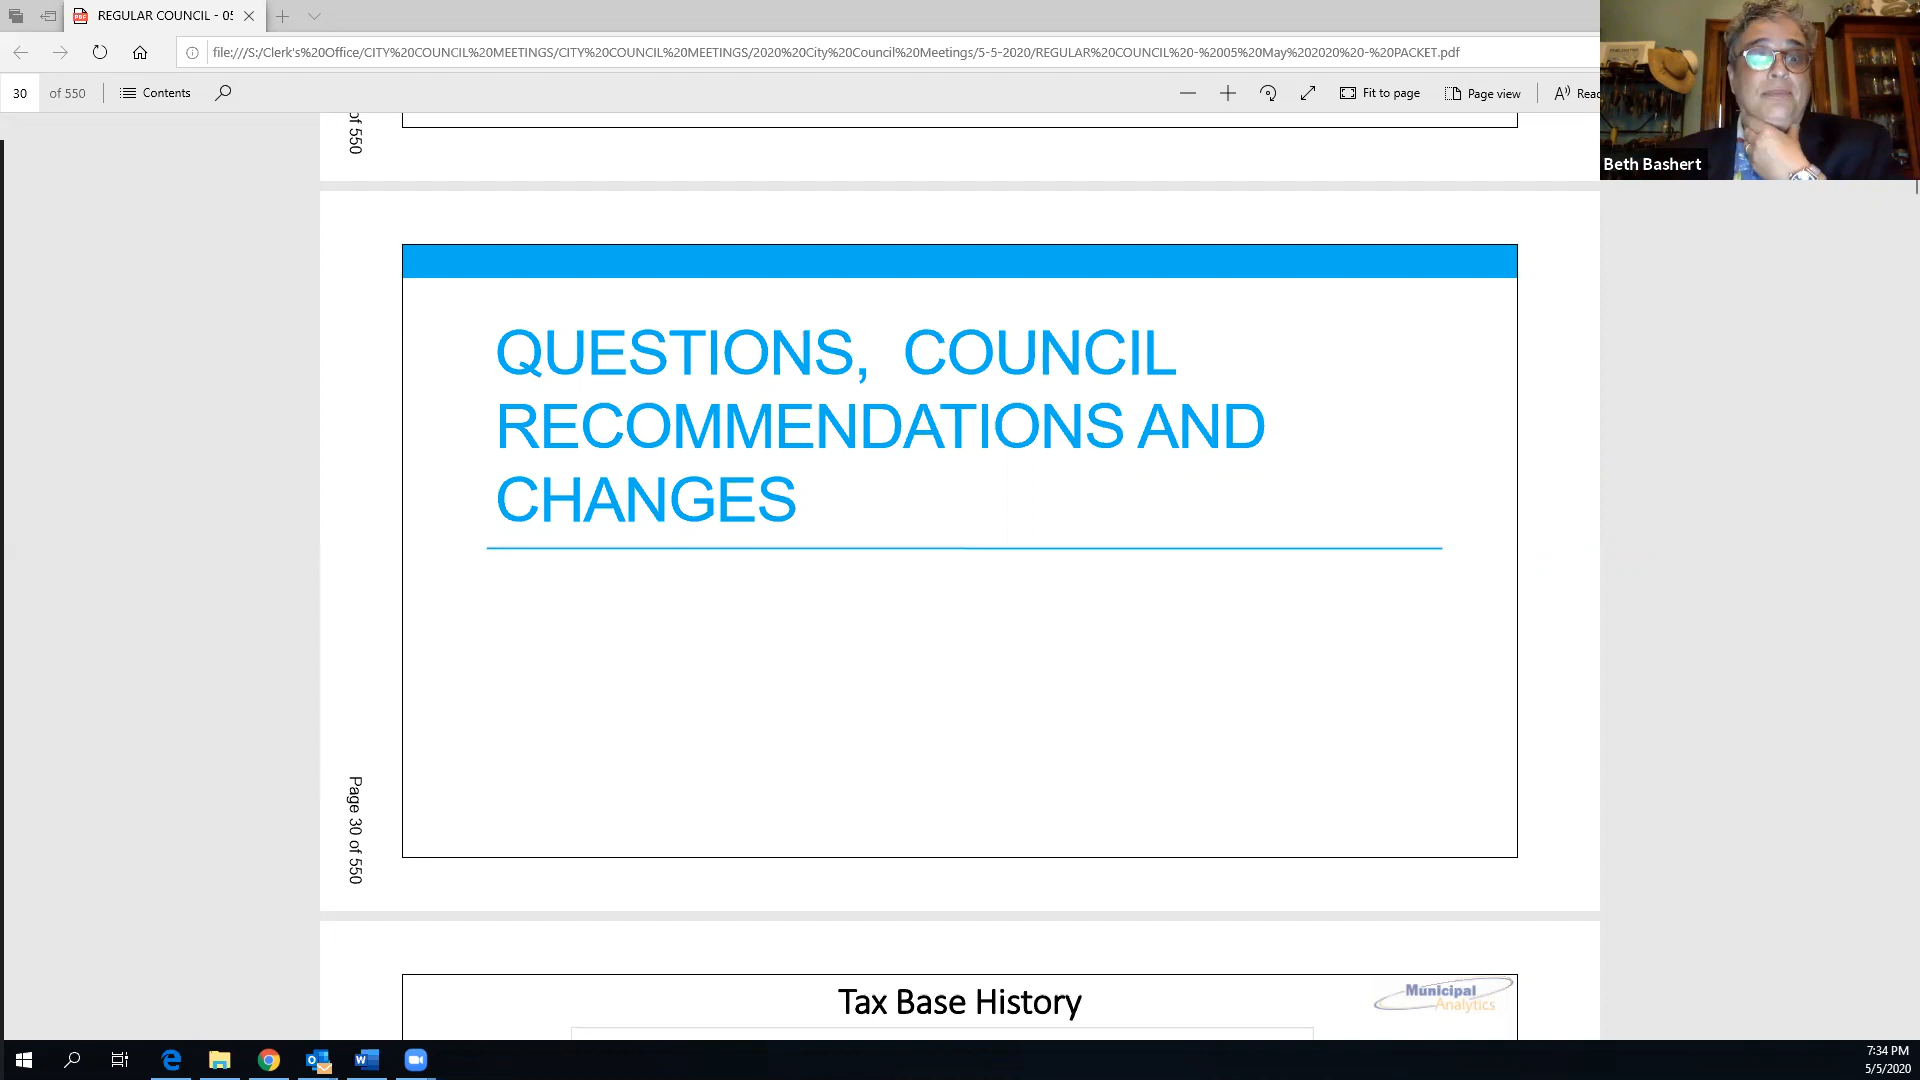 REGULAR COUNCIL - 05
file:///S:/Clerk's%20Office/CITY%20COUNCIL%20MEETINGS/CITY%20COUNCIL%20MEETINGS/2020%20City%20Council%20Meetings/5-5-2020/REGULAR%20COUNCIL%20-%2005%20May%202020%20-%20PACKET.pdf
30 of 550 Contents Fit to page Page view Read
Beth Bashert
of 550
QUESTIONS, COUNCIL
RECOMMENDATIONS AND
CHANGES
Page 30 of 550
Tax Base History
Municipal
Analytics
7:34 PM
5/5/2020